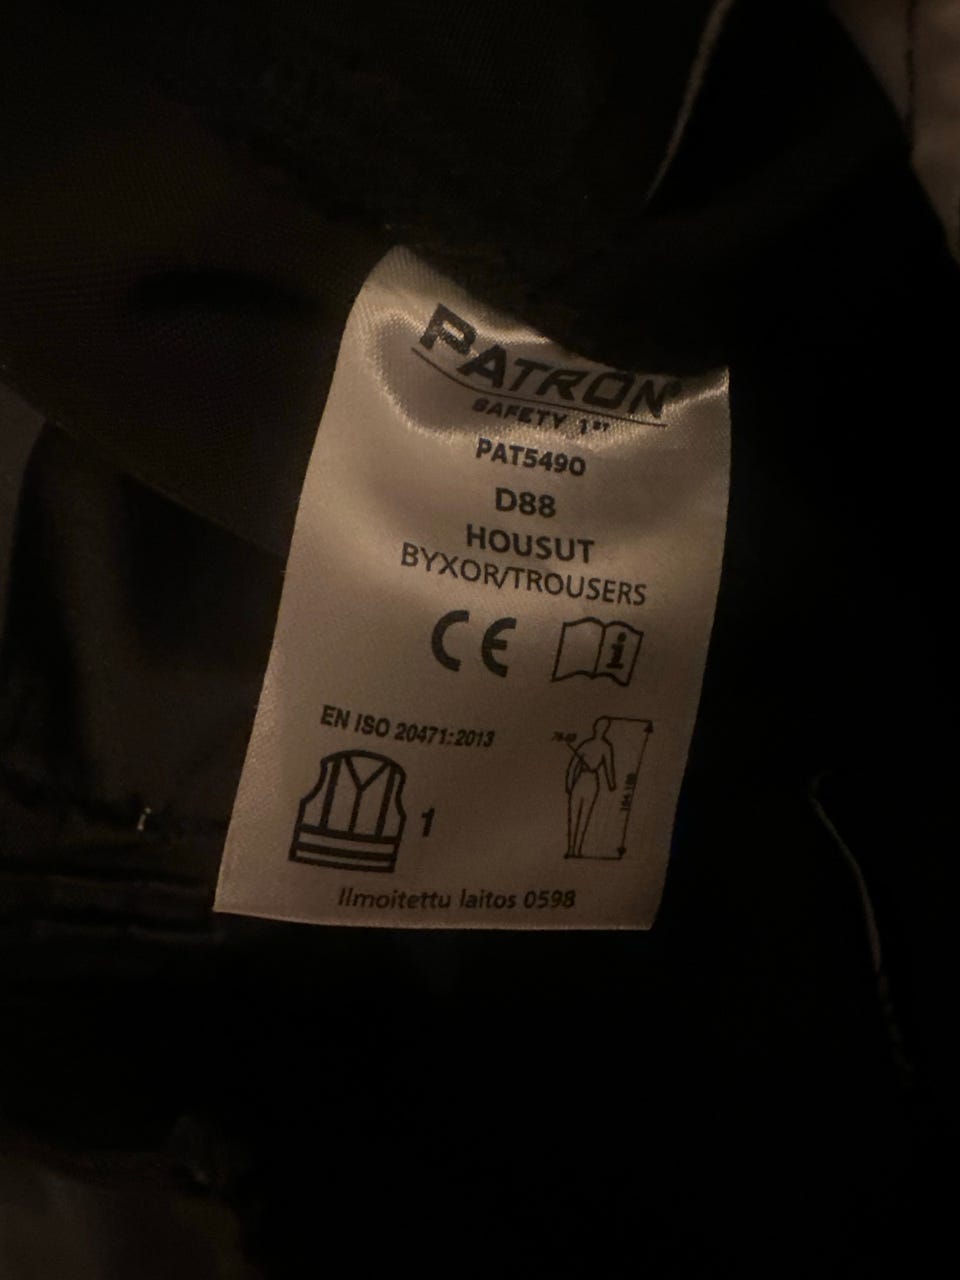 PATRON®
SAFETY 1ST
PAT5490
D88
HOUSUT
BYXOR/TROUSERS
CE
i
EN ISO 20471:2013
1
Ilmoitettu laitos 0598